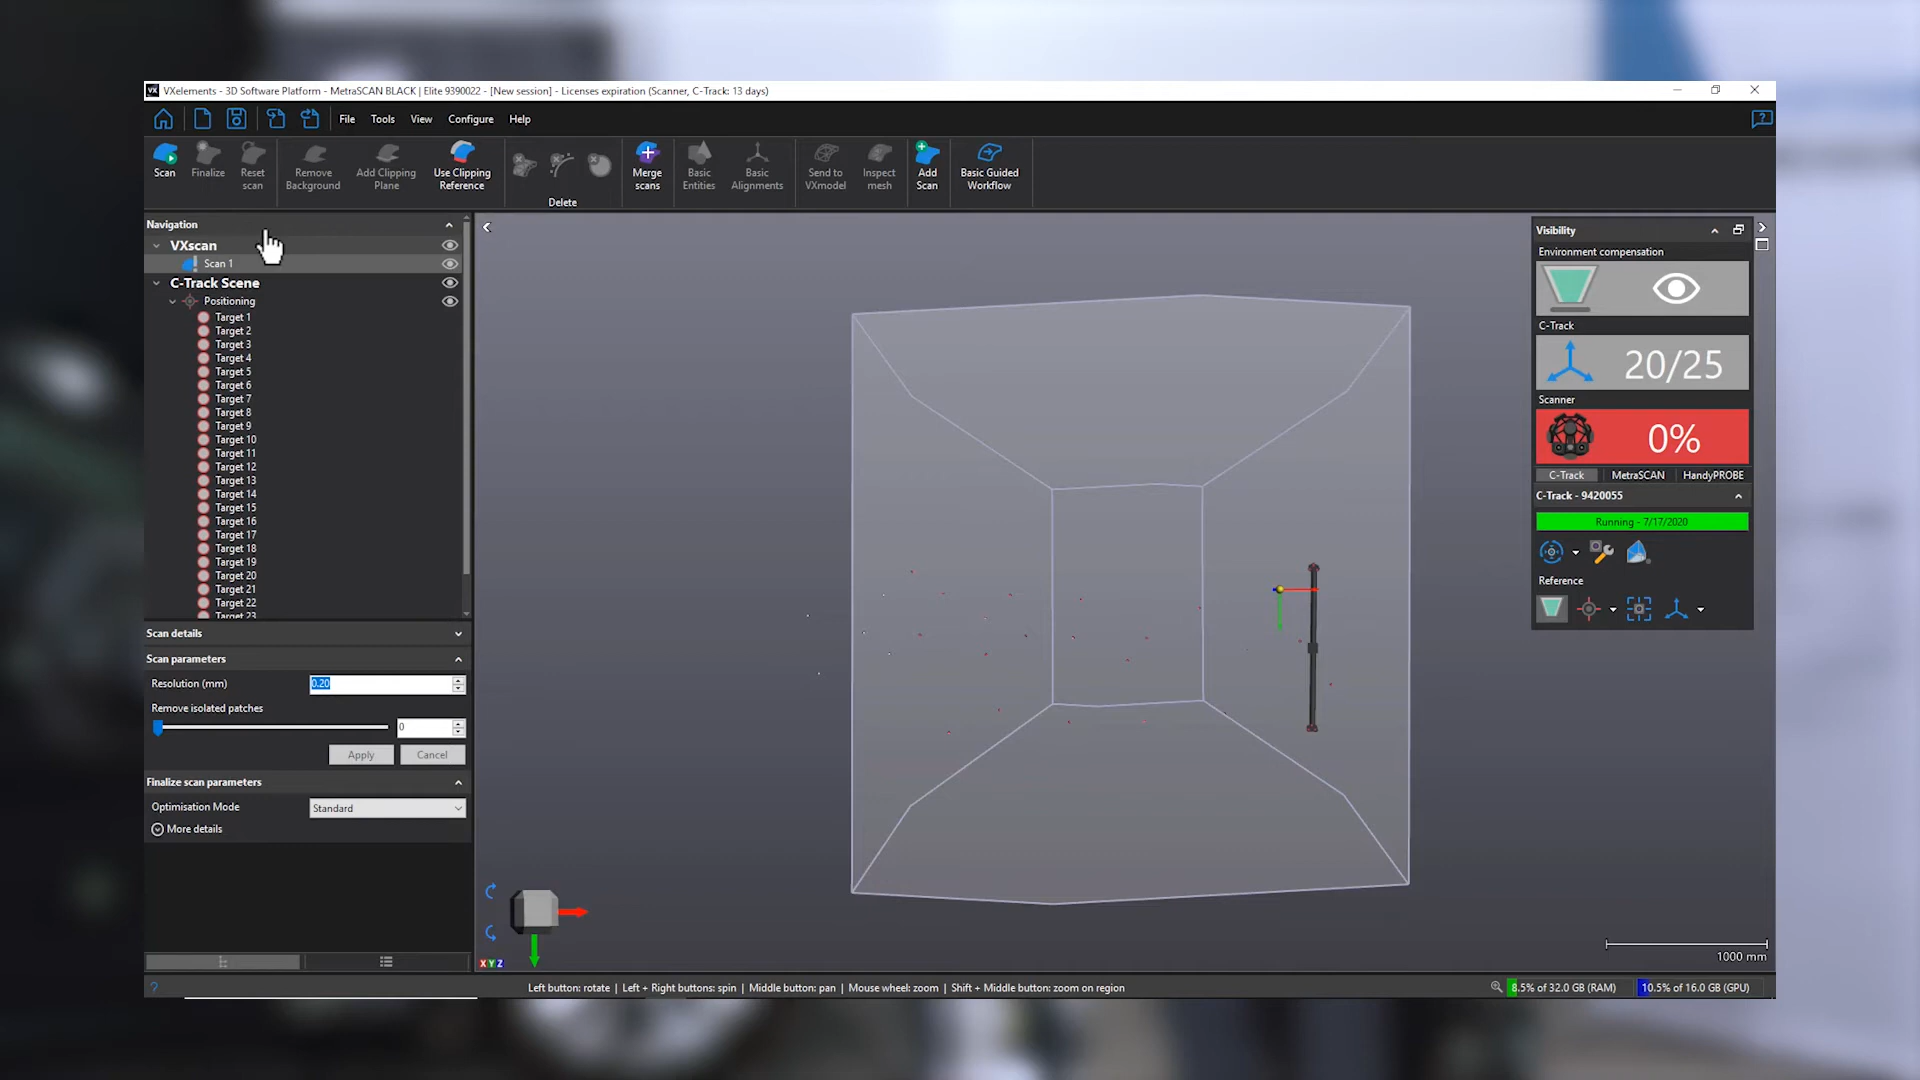 VXelements - 3D Software Platform - MetraSCAN BLACK | Elite 9390022 - [New session] - Licenses expiration (Scanner, C-Track: 13 days)
File Tools View Configure Help
Scan
Finalize
Reset scan
Remove Background
Add Clipping Plane
Use Clipping Reference
Delete
Merge scans
Basic Entities
Basic Alignments
Send to VXmodel
Inspect mesh
Add Scan
Basic Guided Workflow
Navigation
VXscan
Scan 1
C-Track Scene
Positioning
Target 1
Target 2
Target 3
Target 4
Target 5
Target 6
Target 7
Target 8
Target 9
Target 10
Target 11
Target 12
Target 13
Target 14
Target 15
Target 16
Target 17
Target 18
Target 19
Target 20
Target 21
Target 22
Target 23
Scan details
Scan parameters
Resolution (mm) 0.20
Remove isolated patches
0
Apply Cancel
Finalize scan parameters
Optimisation Mode Standard
More details
XYZ
Visibility
Environment compensation
C-Track
20/25
Scanner
0%
C-Track MetraSCAN HandyPROBE
C-Track - 9420055
Running - 7/17/2020
Reference
1000 mm
Left button: rotate | Left + Right buttons: spin | Middle button: pan | Mouse wheel: zoom | Shift + Middle button: zoom on region
8.5% of 32.0 GB (RAM) 10.5% of 16.0 GB (GPU)